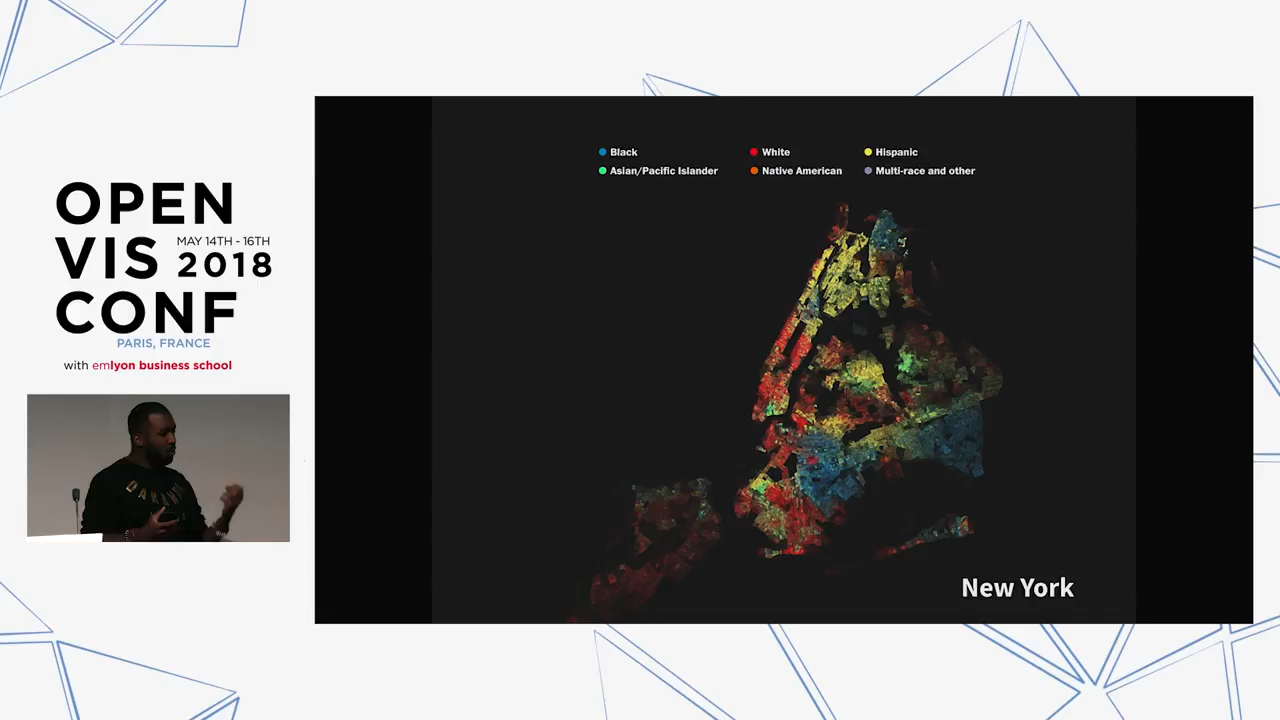 OPEN
VIS MAY 14TH - 16TH
2018
CONF
PARIS, FRANCE
with emlyon business school
Black
White
Hispanic
Asian/Pacific Islander
Native American
Multi-race and other
New York